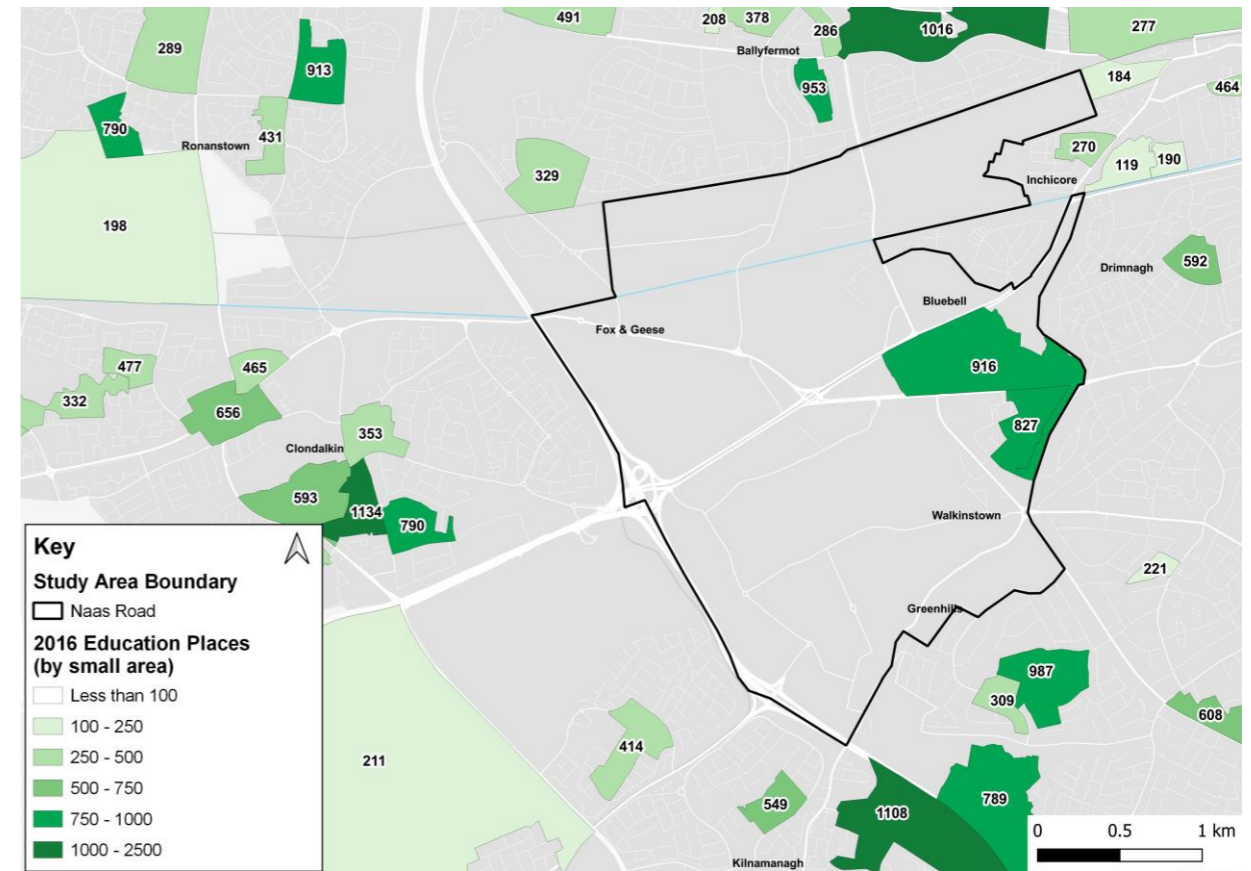 491
208
378
286
1016
277
289
913
Ballyfermot
953
184
464
790
431
Ronanstown
329
270
119
190
Inchicore
198
592
Drimnagh
Bluebell
Fox & Geese
477
465
916
332
656
827
353
Clondalkin
593
1134
790
Walkinstown
221
Greenhills
987
309
608
414
211
549
1108
789
Kilnamanagh
Key
Study Area Boundary
Naas Road
2016 Education Places
(by small area)
Less than 100
100 - 250
250 - 500
500 - 750
750 - 1000
1000 - 2500
0 0.5 1 km